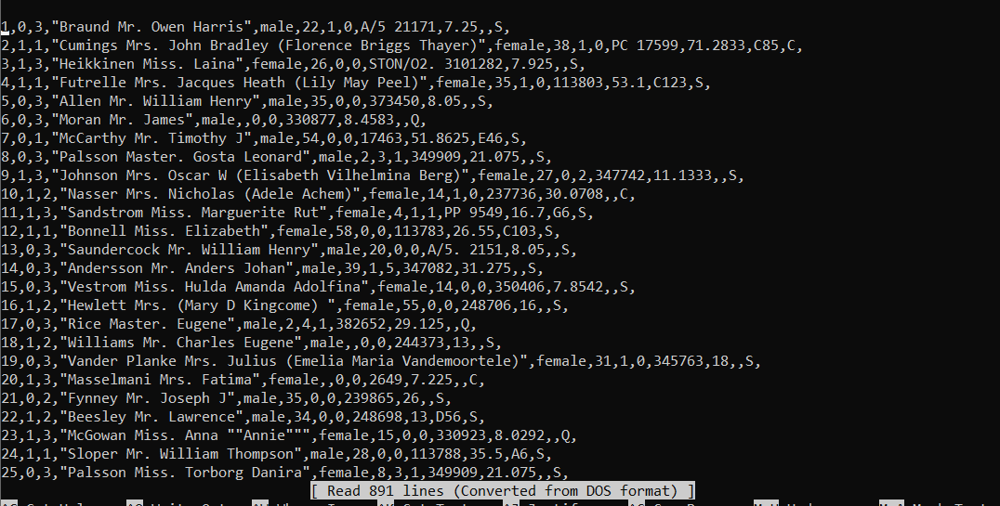 1,0,3,"Braund Mr. Owen Harris",male,22,1,0,A/5 21171,7.25,,S,
2,1,1,"Cumings Mrs. John Bradley (Florence Briggs Thayer)",female,38,1,0,PC 17599,71.2833,C85,C,
3,1,3,"Heikkinen Miss. Laina",female,26,0,0,STON/O2. 3101282,7.925,,S,
4,1,1,"Futrelle Mrs. Jacques Heath (Lily May Peel)",female,35,1,0,113803,53.1,C123,S,
5,0,3,"Allen Mr. William Henry",male,35,0,0,373450,8.05,,S,
6,0,3,"Moran Mr. James",male,,0,0,330877,8.4583,,Q,
7,0,1,"McCarthy Mr. Timothy J",male,54,0,0,17463,51.8625,E46,S,
8,0,3,"Palsson Master. Gosta Leonard",male,2,3,1,349909,21.075,,S,
9,1,3,"Johnson Mrs. Oscar W (Elisabeth Vilhelmina Berg)",female,27,0,2,347742,11.1333,,S,
10,1,2,"Nasser Mrs. Nicholas (Adele Achem)",female,14,1,0,237736,30.0708,,C,
11,1,3,"Sandstrom Miss. Marguerite Rut",female,4,1,1,PP 9549,16.7,G6,S,
12,1,1,"Bonnell Miss. Elizabeth",female,58,0,0,113783,26.55,C103,S,
13,0,3,"Saundercock Mr. William Henry",male,20,0,0,A/5. 2151,8.05,,S,
14,0,3,"Andersson Mr. Anders Johan",male,39,1,5,347082,31.275,,S,
15,0,3,"Vestrom Miss. Hulda Amanda Adolfina",female,14,0,0,350406,7.8542,,S,
16,1,2,"Hewlett Mrs. (Mary D Kingcome) ",female,55,0,0,248706,16,,S,
17,0,3,"Rice Master. Eugene",male,2,4,1,382652,29.125,,Q,
18,1,2,"Williams Mr. Charles Eugene",male,,0,0,244373,13,,S,
19,0,3,"Vander Planke Mrs. Julius (Emelia Maria Vandemoortele)",female,31,1,0,345763,18,,S,
20,1,3,"Masselmani Mrs. Fatima",female,,0,0,2649,7.225,,C,
21,0,2,"Fynney Mr. Joseph J",male,35,0,0,239865,26,,S,
22,1,2,"Beesley Mr. Lawrence",male,34,0,0,248698,13,D56,S,
23,1,3,"McGowan Miss. Anna ""Annie""",female,15,0,0,330923,8.0292,,Q,
24,1,1,"Sloper Mr. William Thompson",male,28,0,0,113788,35.5,A6,S,
25,0,3,"Palsson Miss. Torborg Danira",female,8,3,1,349909,21.075,,S,
[ Read 891 lines (Converted from DOS format) ]